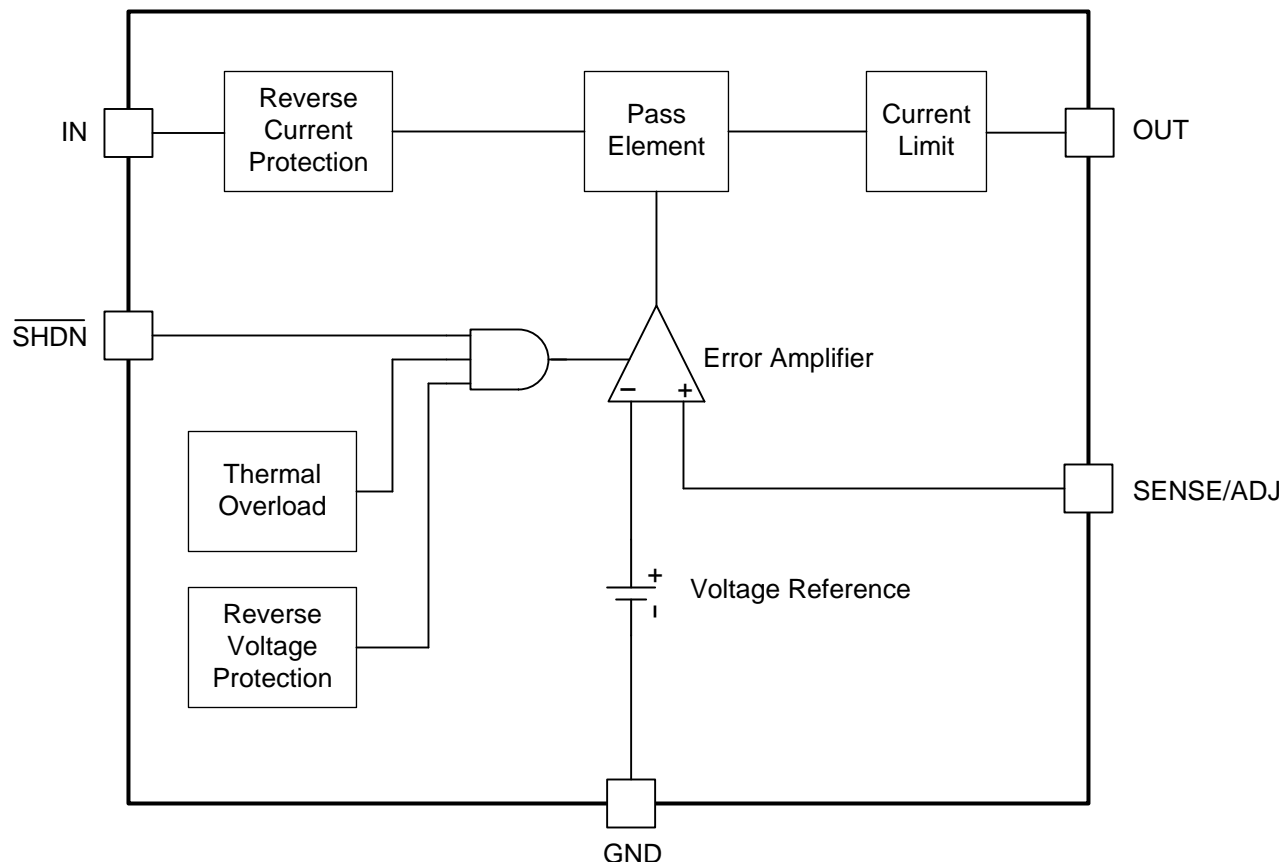 Reverse
Current
Protection
Pass
Element
Current
Limit
IN
OUT
SHDN
Error Amplifier
−
+
Thermal
Overload
SENSE/ADJ
+
−
Voltage Reference
Reverse
Voltage
Protection
GND